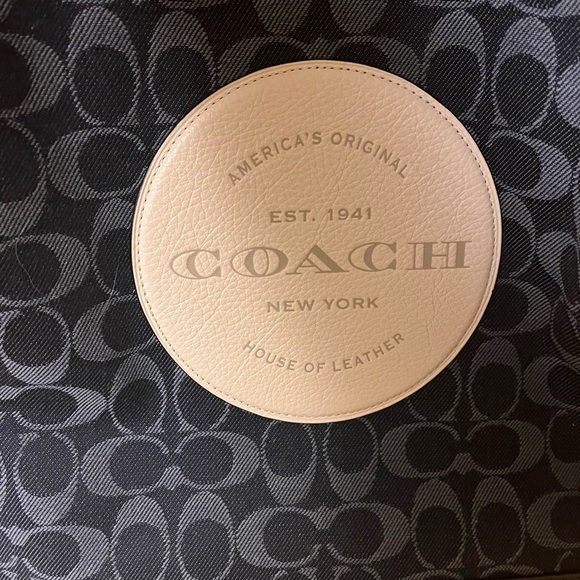 AMERICA'S ORIGINAL
EST. 1941
COACH
NEW YORK
HOUSE OF LEATHER